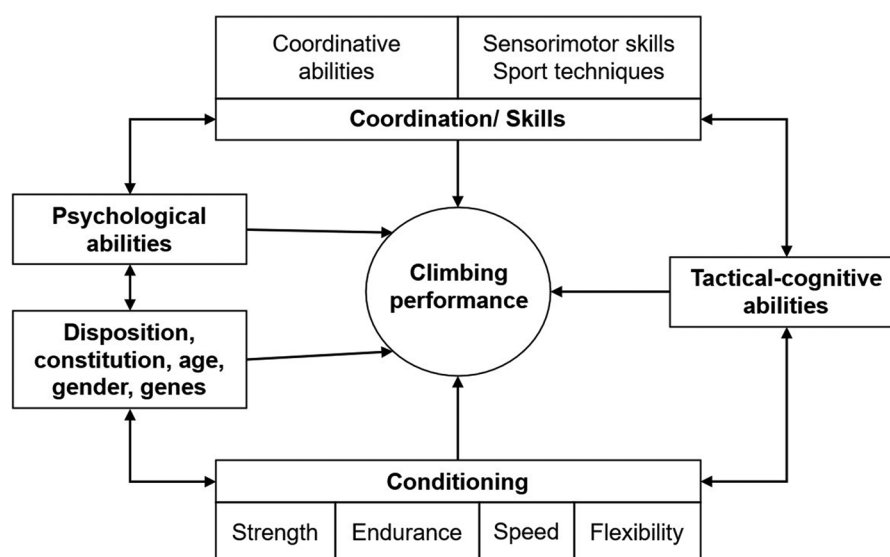 Coordinative
abilities
Sensorimotor skills
Sport techniques
Coordination/ Skills
Psychological
abilities
Climbing
performance
Tactical-cognitive
abilities
Disposition,
constitution, age,
gender, genes
Conditioning
Strength
Endurance
Speed
Flexibility